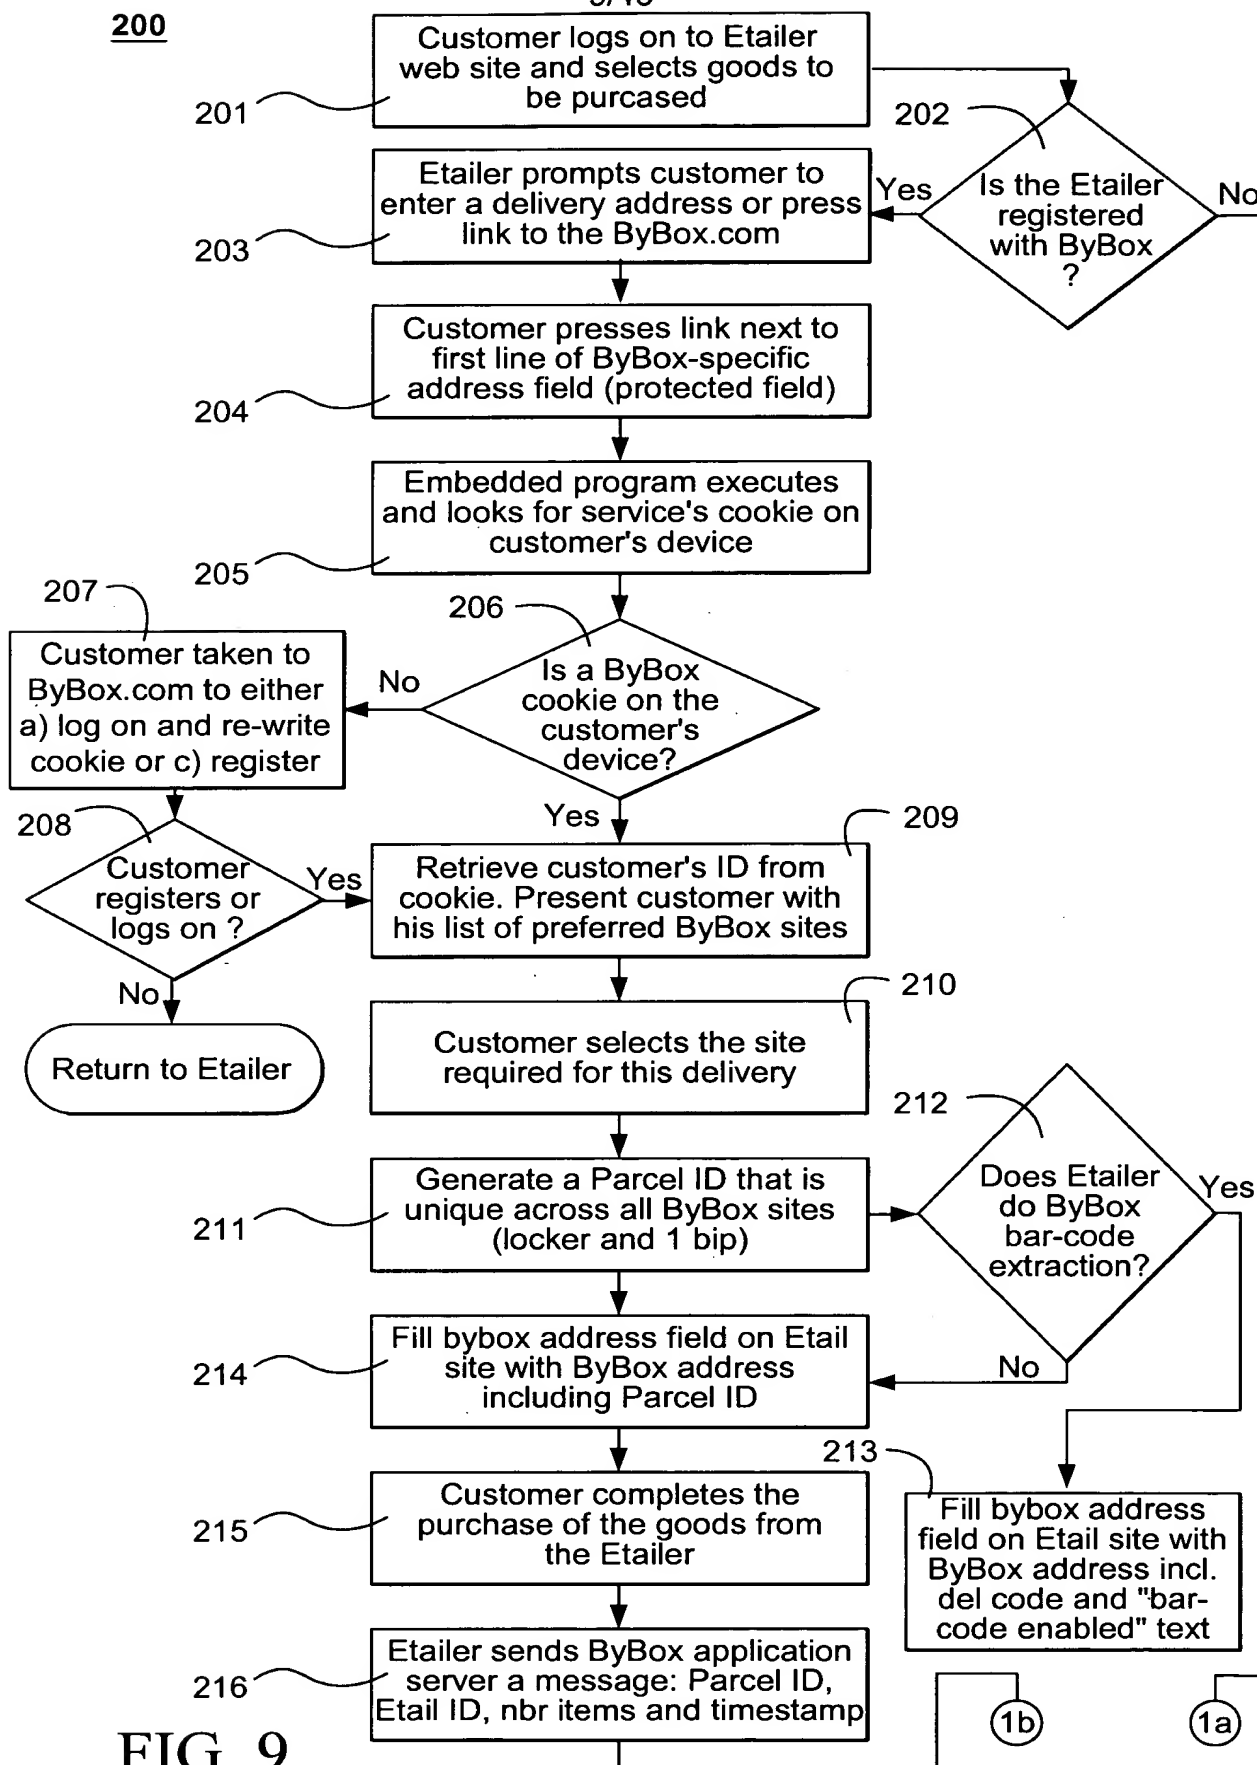 200
Customer logs on to Etailer
web site and selects goods to
be purcased
201
202
Is the Etailer
registered
with ByBox
?
Yes
No
Etailer prompts customer to
enter a delivery address or press
link to the ByBox.com
203
Customer presses link next to
first line of ByBox-specific
address field (protected field)
204
Embedded program executes
and looks for service's cookie on
customer's device
205
206
Is a ByBox
cookie on the
customer's
device?
No
Yes
207
Customer taken to
ByBox.com to either
a) log on and re-write
cookie or c) register
208
Customer
registers or
logs on ?
Yes
No
Return to Etailer
209
Retrieve customer's ID from
cookie. Present customer with
his list of preferred ByBox sites
210
Customer selects the site
required for this delivery
Generate a Parcel ID that is
unique across all ByBox sites
(locker and 1 bip)
211
212
Does Etailer
do ByBox
bar-code
extraction?
Yes
No
Fill bybox address field on Etail
site with ByBox address
including Parcel ID
214
213
Fill bybox address
field on Etail site with
ByBox address incl.
del code and "bar-
code enabled" text
Customer completes the
purchase of the goods from
the Etailer
215
Etailer sends ByBox application
server a message: Parcel ID,
Etail ID, nbr items and timestamp
216
1b
1a
FIG. 9